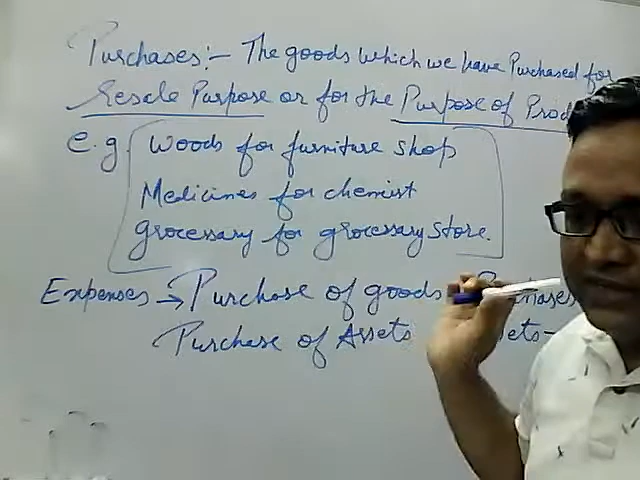 Purchases:- The goods which we have Purchased for
Resale Purpose or for the Purpose of
e.g Woods for furniture shop
Medicines for chemist
Grocessary for grocessary store.
Expenses → Purchase of goods
Purchase of Assets